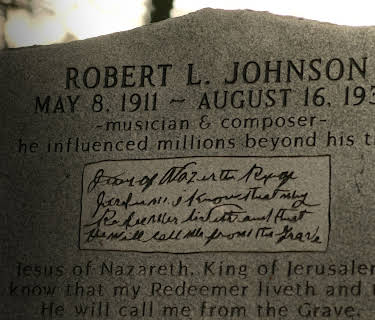 ROBERT L. JOHNSON
MAY 8, 1911 ~ AUGUST 16, 193
-musician & composer-
he influenced millions beyond his t
Jesus of Nazareth King of
Jerusalem I know that my
Redeemer liveth and that
He will call me from the Grave
Jesus of Nazareth, King of Jerusale
know that my Redeemer liveth and t
He will call me from the Grave.